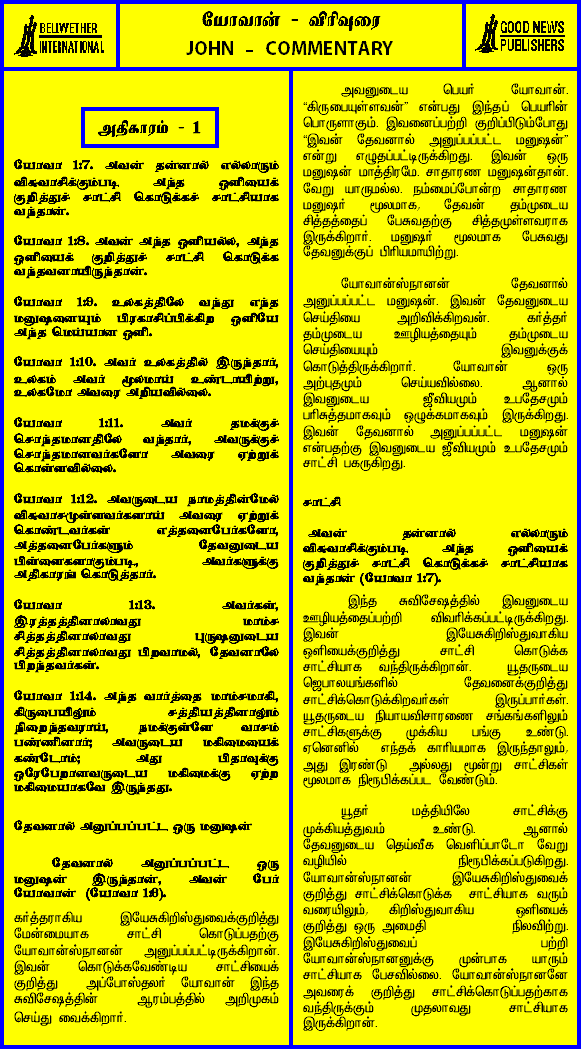 BELWETHER
INTERNATIONAL
யோவான் - விரிவுரை
JOHN - COMMENTARY
GOOD NEWS
PUBLISHERS
அதிகாரம் - 1
யோவா 1:7. அவன் தன்னால் எல்லாரும்
விசுவாசிக்கும்படி அந்த ஒளியைக்
குறித்துச் சாட்சி கொடுக்கச் சாட்சியாக
வந்தான்.
யோவா 1:8. அவன் அந்த ஒளியல்ல, அந்த
ஒளியைக் குறித்துச் சாட்சி கொடுக்க
வந்தவனாயிருந்தான்.
யோவா 1:9. உலகத்திலே வந்து எந்த
மனுஷனையும் பிரகாசிப்பிக்கிற ஒளியே
அந்த மெய்யான ஒளி.
யோவா 1:10. அவர் உலகத்தில் இருந்தார்,
உலகம் அவர் மூலமாய் உண்டாயிற்று,
உலகமோ அவரை அறியவில்லை.
யோவா 1:11. அவர் தமக்குச்
சொந்தமானதிலே வந்தார், அவருக்குச்
சொந்தமானவர்களோ அவரை ஏற்றுக்
கொள்ளவில்லை.
யோவா 1:12. அவருடைய நாமத்தின்மேல்
விசுவாசமுள்ளவர்களாய் அவரை ஏற்றுக்
கொண்டவர்கள் எத்தனைபேர்களோ,
அத்தனைபேர்களும் தேவனுடைய
பிள்ளைகளாகும்படி, அவர்களுக்கு
அதிகாரங் கொடுத்தார்.
யோவா 1:13. அவர்கள்,
இரத்தத்தினாலாவது மாம்ச
சித்தத்தினாலாவது புருஷனுடைய
சித்தத்தினாலாவது பிறவாமல், தேவனாலே
பிறந்தவர்கள்.
யோவா 1:14. அந்த வார்த்தை மாம்சமாகி,
கிருபையினாலும் சத்தியத்தினாலும்
நிறைந்தவராய், நமக்குள்ளே வாசம்
பண்ணினார்; அவருடைய மகிமையைக்
கண்டோம்; அது பிதாவுக்கு
ஒரேபேறானவருடைய மகிமைக்கு ஏற்ற
மகிமையாகவே இருந்தது.
தேவனால் அனுப்பப்பட்ட ஒரு மனுஷன்
தேவனால் அனுப்பப்பட்ட ஒரு
மனுஷன் இருந்தான், அவன் பேர்
யோவான் (யோவா 1:6).
கர்த்தராகிய இயேசுகிறிஸ்துவைக்குறித்து
மேன்மையாக சாட்சி கொடுப்பதற்கு
யோவான்ஸ்நானன் அனுப்பப்பட்டிருக்கிறான்.
இவன் கொடுக்கவேண்டிய சாட்சியைக்
குறித்து அப்போஸ்தலர் யோவான் இந்த
சுவிசேஷத்தின் ஆரம்பத்தில் அறிமுகம்
செய்து வைக்கிறார்.
அவனுடைய பெயர் யோவான்.
“கிருபையுள்ளவன்” என்பது இந்தப் பெயரின்
பொருளாகும். இவனைப்பற்றி குறிப்பிடும்போது
“இவன் தேவனால் அனுப்பப்பட்ட மனுஷன்”
என்று எழுதப்பட்டிருக்கிறது. இவன் ஒரு
மனுஷன் மாத்திரமே. சாதாரண மனுஷன்தான்.
வேறு யாருமல்ல. நம்மைப்போன்ற சாதாரண
மனுஷர் மூலமாக, தேவன் தம்முடைய
சித்தத்தைப் பேசுவதற்கு சித்தமுள்ளவராக
இருக்கிறார். மனுஷர் மூலமாக பேசுவது
தேவனுக்குப் பிரியமாயிற்று.
யோவான்ஸ்நானன் தேவனால்
அனுப்பப்பட்ட மனுஷன். இவன் தேவனுடைய
செய்தியை அறிவிக்கிறவன். கர்த்தர்
தம்முடைய ஊழியத்தையும் தம்முடைய
செய்தியையும் இவனுக்குக்
கொடுத்திருக்கிறார். யோவான் ஒரு
அற்பதமும் செய்யவில்லை. ஆனால்
இவனுடைய ஜீவியமும் உபதேசமும்
பரிசுத்தமாகவும் ஒழுக்கமாகவும் இருக்கிறது.
இவன் தேவனால் அனுப்பப்பட்ட மனுஷன்
என்பதற்கு இவனுடைய ஜீவியமும் உபதேசமும்
சாட்சி பகருகிறது.
சாட்சி
அவன் தன்னால் எல்லாரும்
விசுவாசிக்கும்படி, அந்த ஒளியைக்
குறித்துச் சாட்சி கொடுக்கச் சாட்சியாக
வந்தான் (யோவா 1:7).
இந்த சுவிசேஷத்தில் இவனுடைய
ஊழியத்தைப்பற்றி விவரிக்கப்பட்டிருக்கிறது.
இவன் இயேசுகிறிஸ்துவாகிய
ஒளியைக்குறித்து சாட்சி கொடுக்க
சாட்சியாக வந்திருக்கிறான். யூதருடைய
ஜெபாலயங்களில் தேவனைக்குறித்து
சாட்சிக்கொடுக்கிறவர்கள் இருப்பார்கள்.
யூதருடைய நியாயவிசாரணை சங்கங்களிலும்
சாட்சிகளுக்கு முக்கிய பங்கு உண்டு.
ஏனெனில் எந்தக் காரியமாக இருந்தாலும்,
அது இரண்டு அல்லது மூன்று சாட்சிகள்
மூலமாக நிரூபிக்கப்பட வேண்டும்.
யூதர் மத்தியிலே சாட்சிக்கு
முக்கியத்துவம் உண்டு. ஆனால்
தேவனுடைய தெய்வீக வெளிப்பாடோ வேறு
வழியில் நிரூபிக்கப்படுகிறது.
யோவான்ஸ்நானன் இயேசுகிறிஸ்துவைக்
குறித்து சாட்சிக்கொடுக்க சாட்சியாக வரும்
வரையிலும், கிறிஸ்துவாகிய ஒளியைக்
குறித்து ஒரு அமைதி நிலவிற்று.
இயேசுகிறிஸ்துவைப் பற்றி
யோவான்ஸ்நானனுக்கு முன்பாக யாரும்
சாட்சியாக பேசவில்லை. யோவான்ஸ்நானனே
அவரைக் குறித்து சாட்சிக்கொடுப்பதற்காக
வந்திருக்கும் முதலாவது சாட்சியாக
இருக்கிறான்.